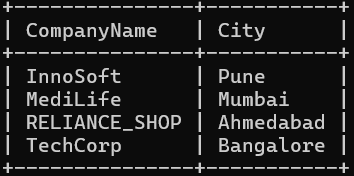 +---------------+-----------+
| CompanyName   | City      |
+---------------+-----------+
| InnoSoft      | Pune      |
| MediLife      | Mumbai    |
| RELIANCE_SHOP | Ahmedabad |
| TechCorp      | Bangalore |
+---------------+-----------+